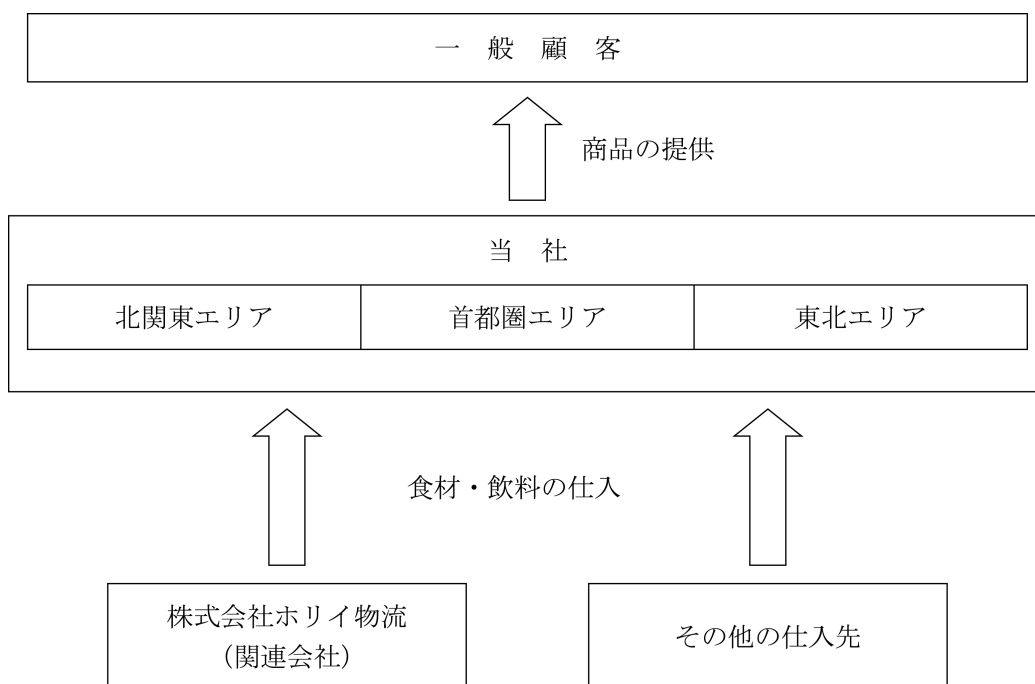 一般顧客
商品の提供
当社
北関東エリア
首都圏エリア
東北エリア
食材・飲料の仕入
株式会社ホリイ物流
（関連会社）
その他の仕入先